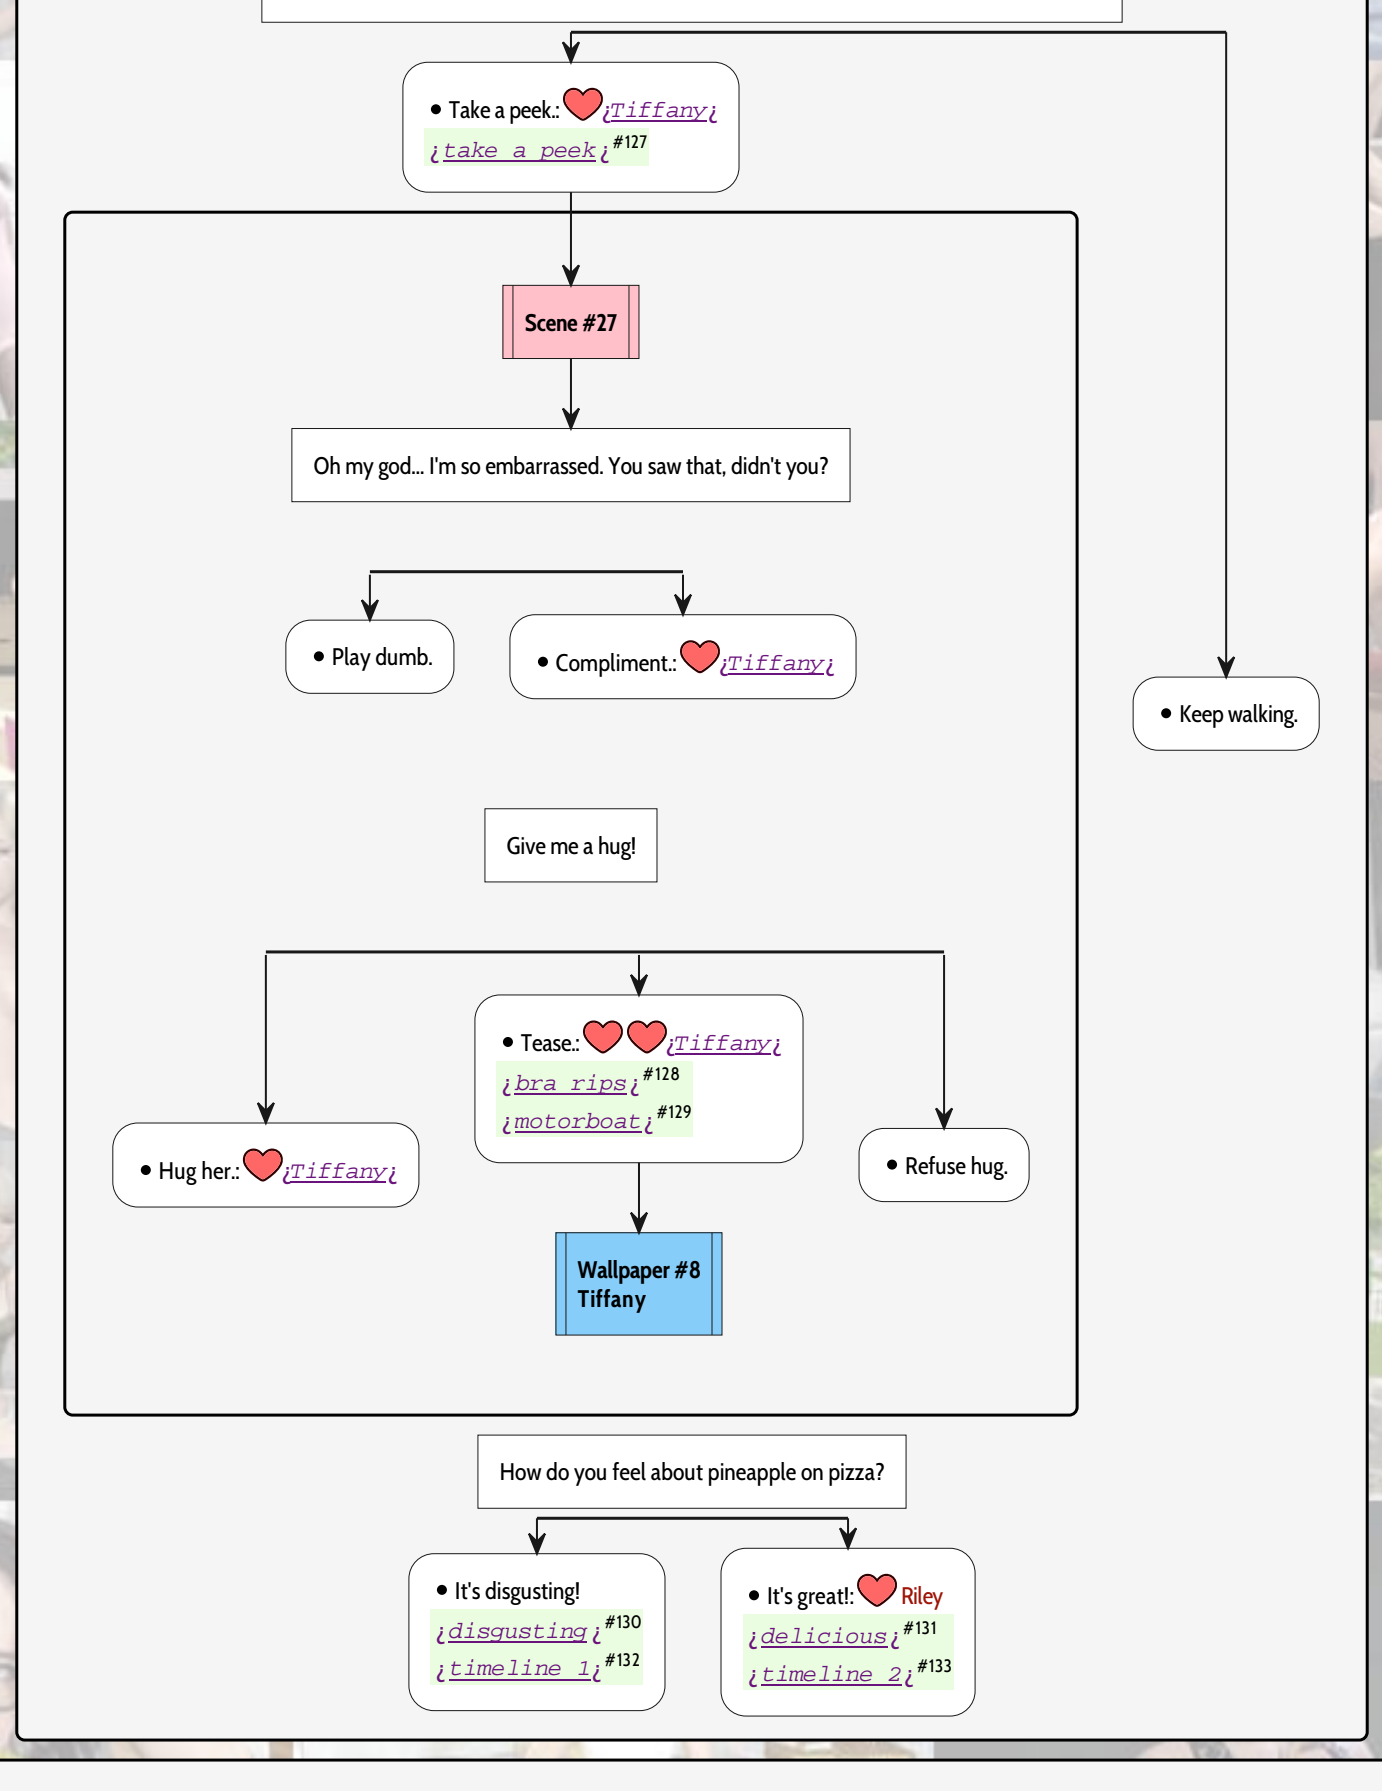 • Take a peek.: ¿Tiffany¿
¿take a peek¿#127
Scene #27
Oh my god... I'm so embarrassed. You saw that, didn't you?
• Play dumb.
• Compliment.: ¿Tiffany¿
• Keep walking.
Give me a hug!
• Tease.: ¿Tiffany¿
¿bra rips¿#128
¿motorboat¿#129
• Hug her.: ¿Tiffany¿
• Refuse hug.
Wallpaper #8
Tiffany
How do you feel about pineapple on pizza?
• It's disgusting!
¿disgusting¿#130
¿timeline 1¿#132
• It's great!: Riley
¿delicious¿#131
¿timeline 2¿#133